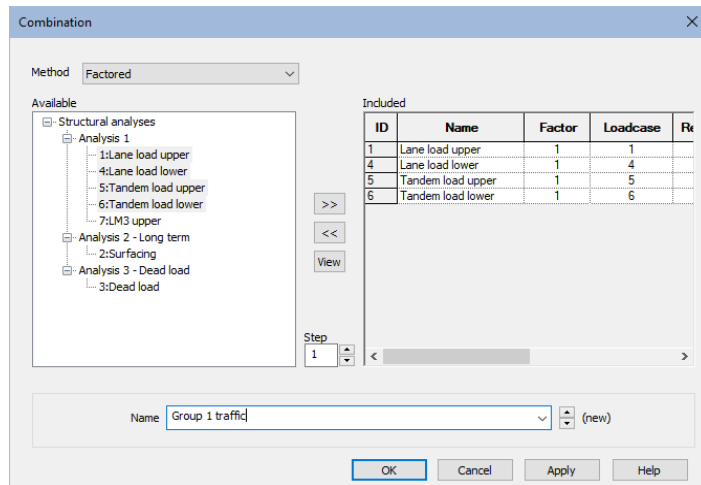 Combination
Method Factored
Available
Structural analyses
Analysis 1
1:Lane load upper
4:Lane load lower
5:Tandem load upper
6:Tandem load lower
7:LM3 upper
Analysis 2 - Long term
2:Surfacing
Analysis 3 - Dead load
3:Dead load
>>
<<
View
Step
1
Included
ID Name Factor Loadcase Re
1 Lane load upper 1 1
4 Lane load lower 1 4
5 Tandem load upper 1 5
6 Tandem load lower 1 6
Name Group 1 traffic (new)
OK Cancel Apply Help